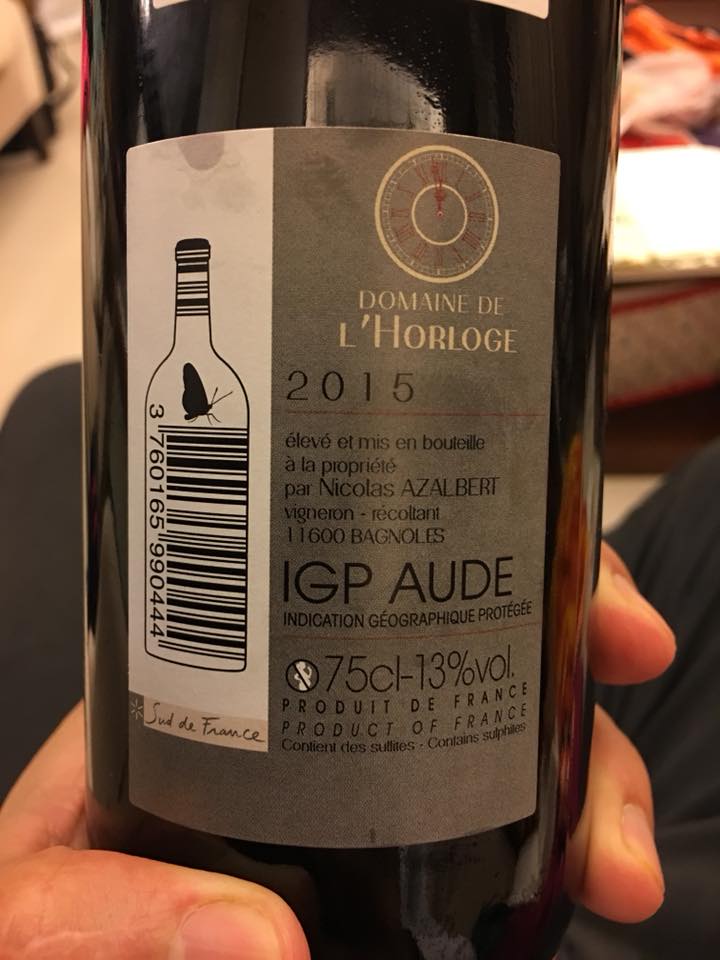 DOMAINE DE
L'HORLOGE
2015
élevé et mis en bouteille
à la propriété
par Nicolas AZALBERT
vigneron - récoltant
11600 BAGNOLES
IGP AUDE
INDICATION GÉOGRAPHIQUE PROTÉGÉE
75cl-13%vol.
PRODUIT DE FRANCE
PRODUCT OF FRANCE
Contient des sulfites - Contains sulphites
3 760165 990444
Sud de France